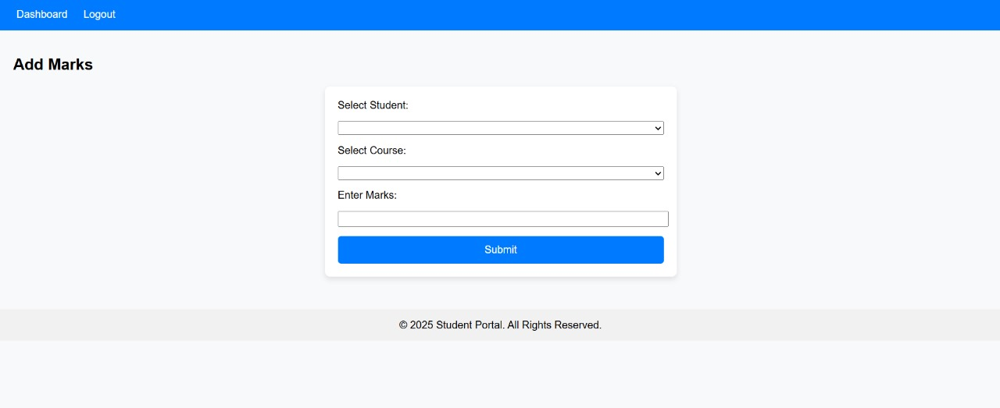 Dashboard Logout
Add Marks
Select Student:
Select Course:
Enter Marks:
Submit
© 2025 Student Portal. All Rights Reserved.